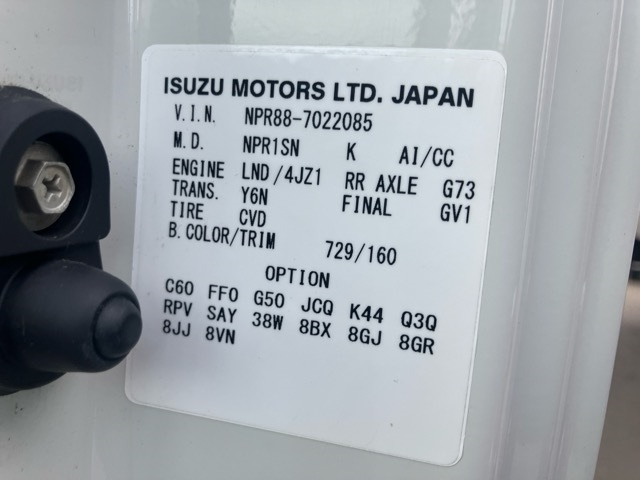 ISUZU MOTORS LTD. JAPAN
V.I.N. NPR88-7022085
M.D. NPR1SN K AI/CC
ENGINE LND/4JZ1 RR AXLE G73
TRANS. Y6N FINAL GV1
TIRE CVD
B.COLOR/TRIM 729/160
OPTION
C60 FFO G50 JCQ K44 Q3Q
RPV SAY 38W 8BX 8GJ 8GR
8JJ 8VN